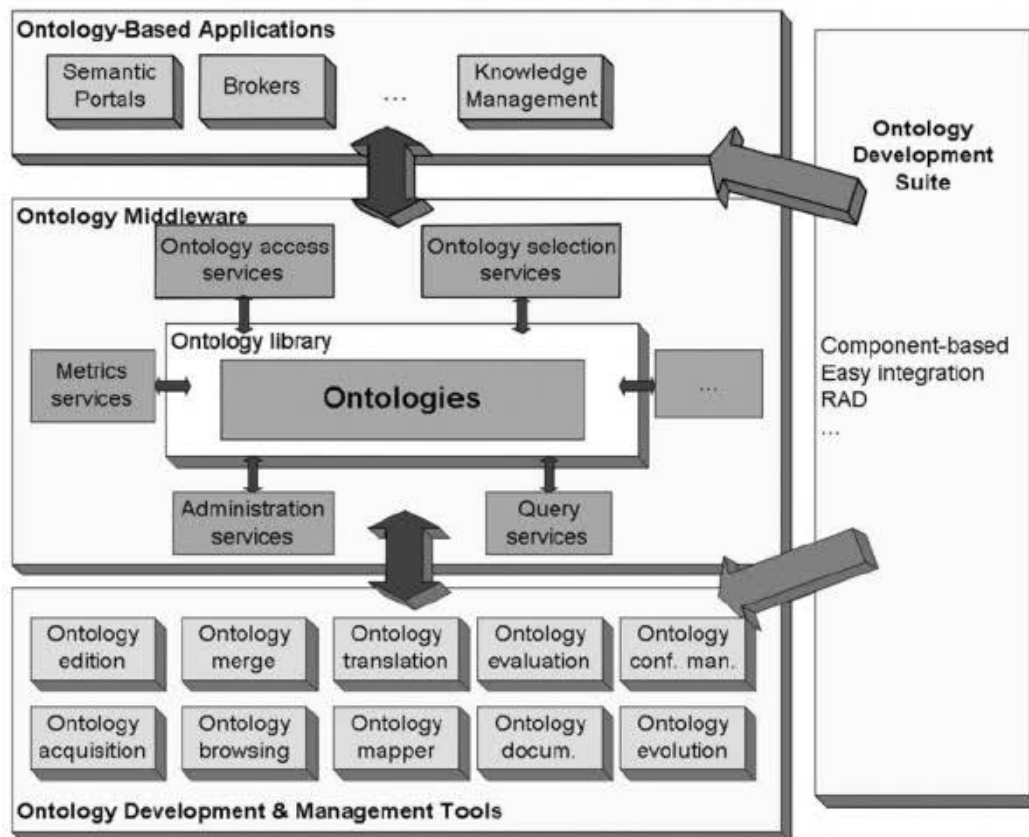 Ontology-Based Applications
Semantic
Portals
Brokers
...
Knowledge
Management
Ontology
Development
Suite
Component-based
Easy integration
RAD
...
Ontology Middleware
Ontology access
services
Ontology selection
services
Ontology library
Metrics
services
Ontologies
...
Administration
services
Query
services
Ontology
edition
Ontology
merge
Ontology
translation
Ontology
evaluation
Ontology
conf. man.
Ontology
acquisition
Ontology
browsing
Ontology
mapper
Ontology
docum.
Ontology
evolution
Ontology Development & Management Tools